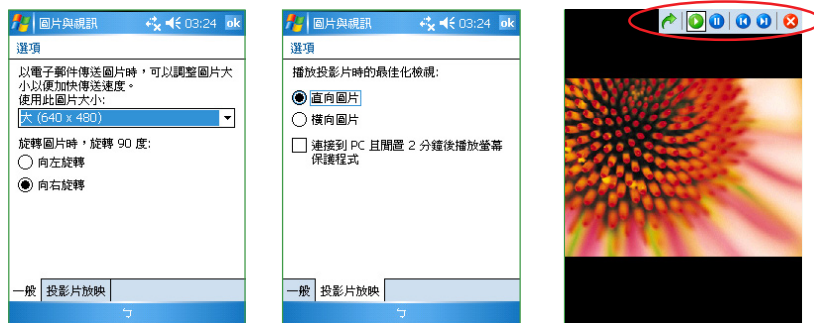 圖片與視訊 03:24 ok
選項
以電子郵件傳送圖片時，可以調整圖片大
小以便加快傳送速度。
使用此圖片大小:
大 (640 x 480)
旋轉圖片時，旋轉 90 度:
向左旋轉
向右旋轉
一般 投影片放映
ㄅ
圖片與視訊 03:24 ok
選項
播放投影片時的最佳化檢視:
直向圖片
橫向圖片
連接到 PC 且閒置 2 分鐘後播放螢幕
保護程式
一般 投影片放映
ㄅ